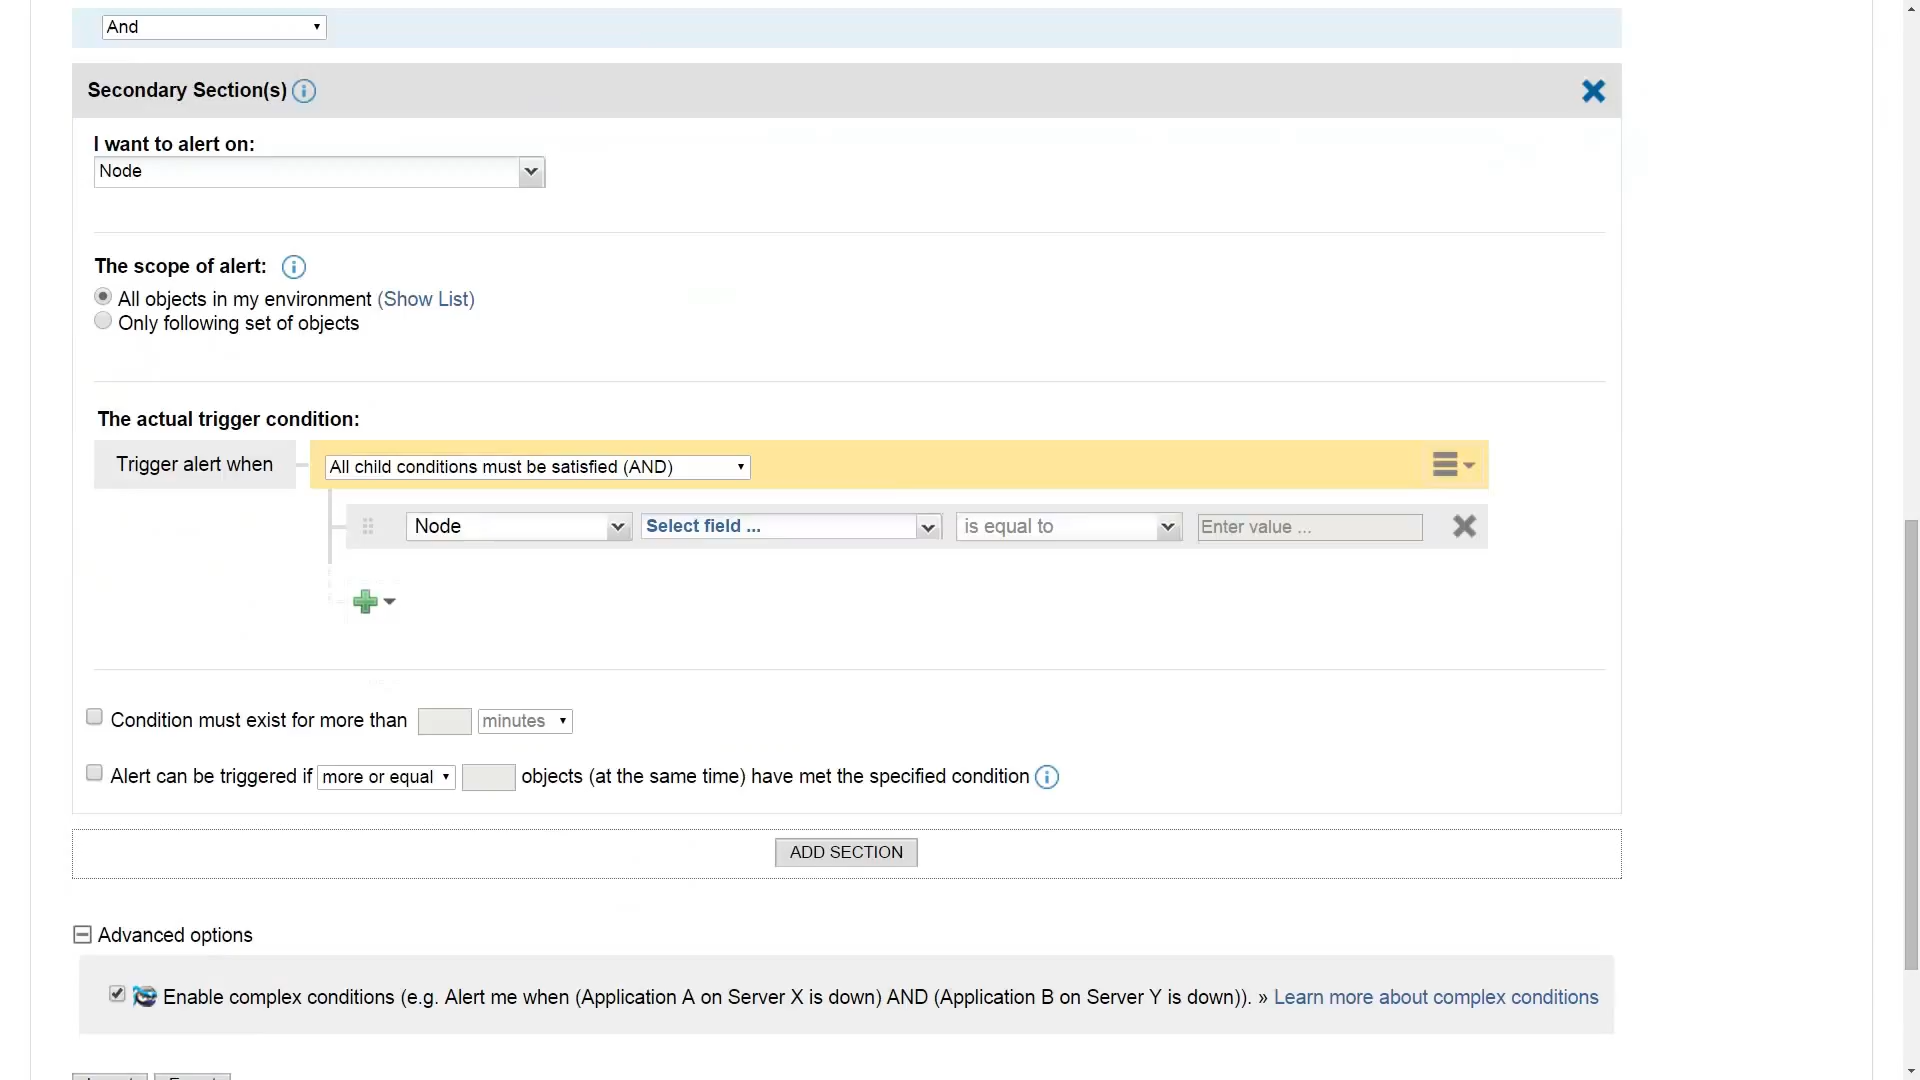 And
Secondary Section(s)
I want to alert on:
Node
The scope of alert:
All objects in my environment (Show List)
Only following set of objects
The actual trigger condition:
Trigger alert when All child conditions must be satisfied (AND)
Node Select field ... is equal to Enter value ...
Condition must exist for more than minutes
Alert can be triggered if more or equal objects (at the same time) have met the specified condition
ADD SECTION
Advanced options
Enable complex conditions (e.g. Alert me when (Application A on Server X is down) AND (Application B on Server Y is down)). » Learn more about complex conditions